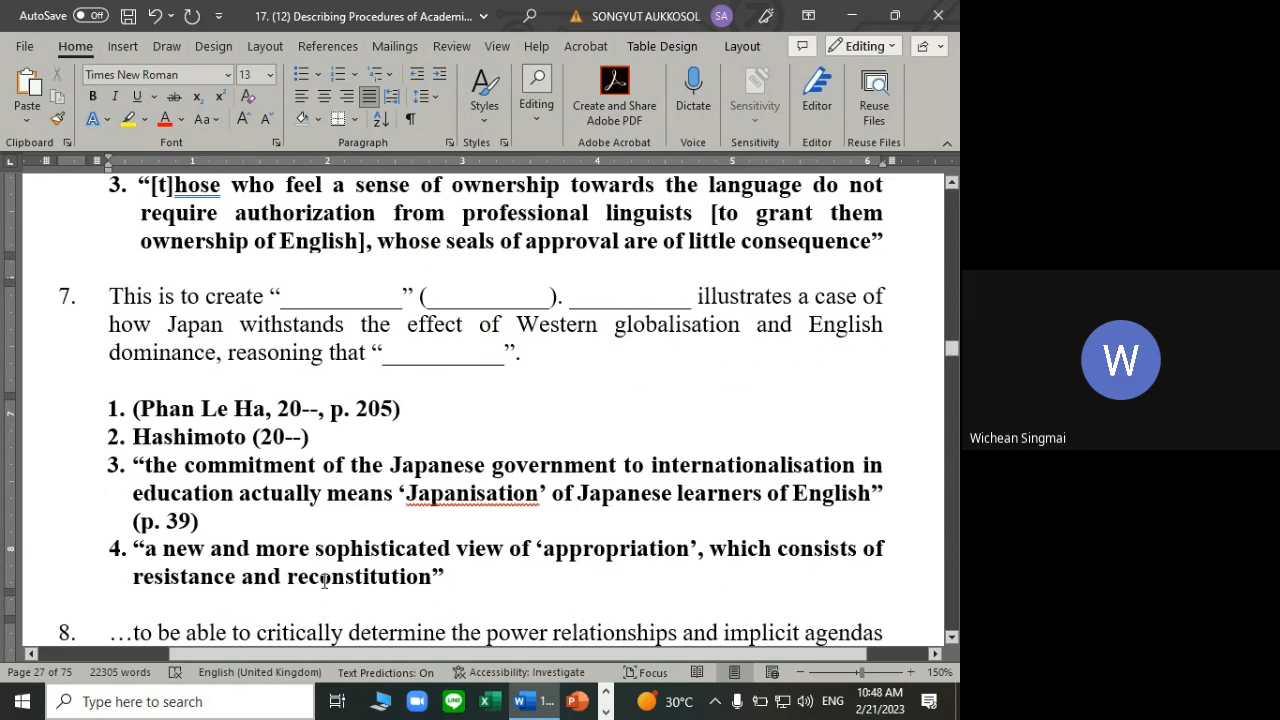 AutoSave Off 17. (12) Describing Procedures of Academi... SONGYUT AUKKOSOL SA
File Home Insert Draw Design Layout References Mailings Review View Help Acrobat Table Design Layout Editing
Times New Roman 13
Paste Styles Editing Create and Share Adobe PDF Dictate Sensitivity Editor Reuse Files
Clipboard Font Paragraph Styles Adobe Acrobat Voice Sensitivity Editor Reuse Files
1 2 3 4 5 6
3. “[t]hose who feel a sense of ownership towards the language do not
require authorization from professional linguists [to grant them
ownership of English], whose seals of approval are of little consequence”
7. This is to create “__________” (__________). __________ illustrates a case of
how Japan withstands the effect of Western globalisation and English
dominance, reasoning that “__________”.
1. (Phan Le Ha, 20--, p. 205)
2. Hashimoto (20--)
3. “the commitment of the Japanese government to internationalisation in
education actually means ‘Japanisation’ of Japanese learners of English”
(p. 39)
4. “a new and more sophisticated view of ‘appropriation’, which consists of
resistance and reconstitution”
8. …to be able to critically determine the power relationships and implicit agendas
Page 27 of 75 22305 words English (United Kingdom) Text Predictions: On Accessibility: Investigate Focus 150%
Type here to search 1... 30°C ENG 10:48 AM
2/21/2023
W
Wichean Singmai